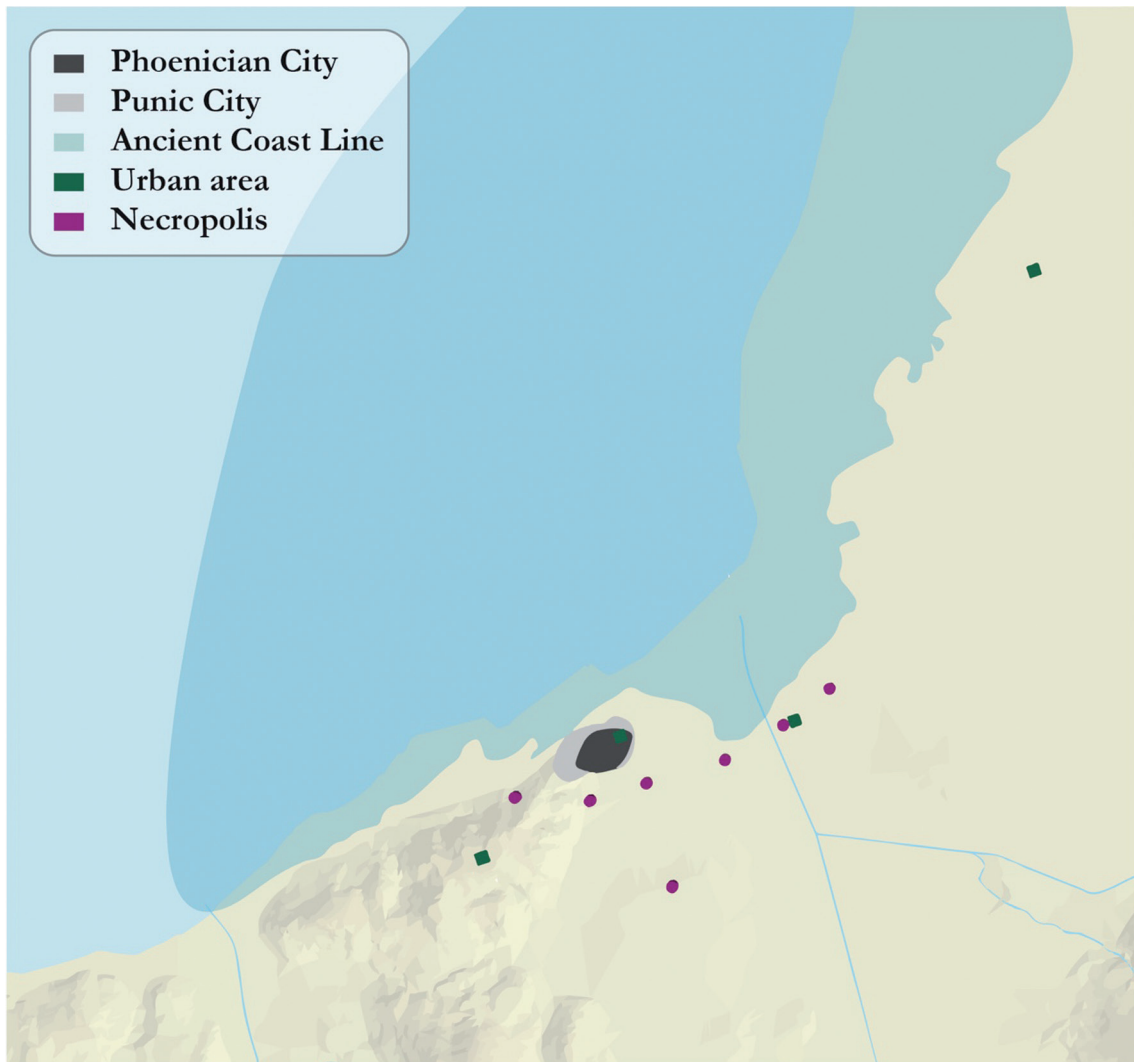 Phoenician City
Punic City
Ancient Coast Line
Urban area
Necropolis